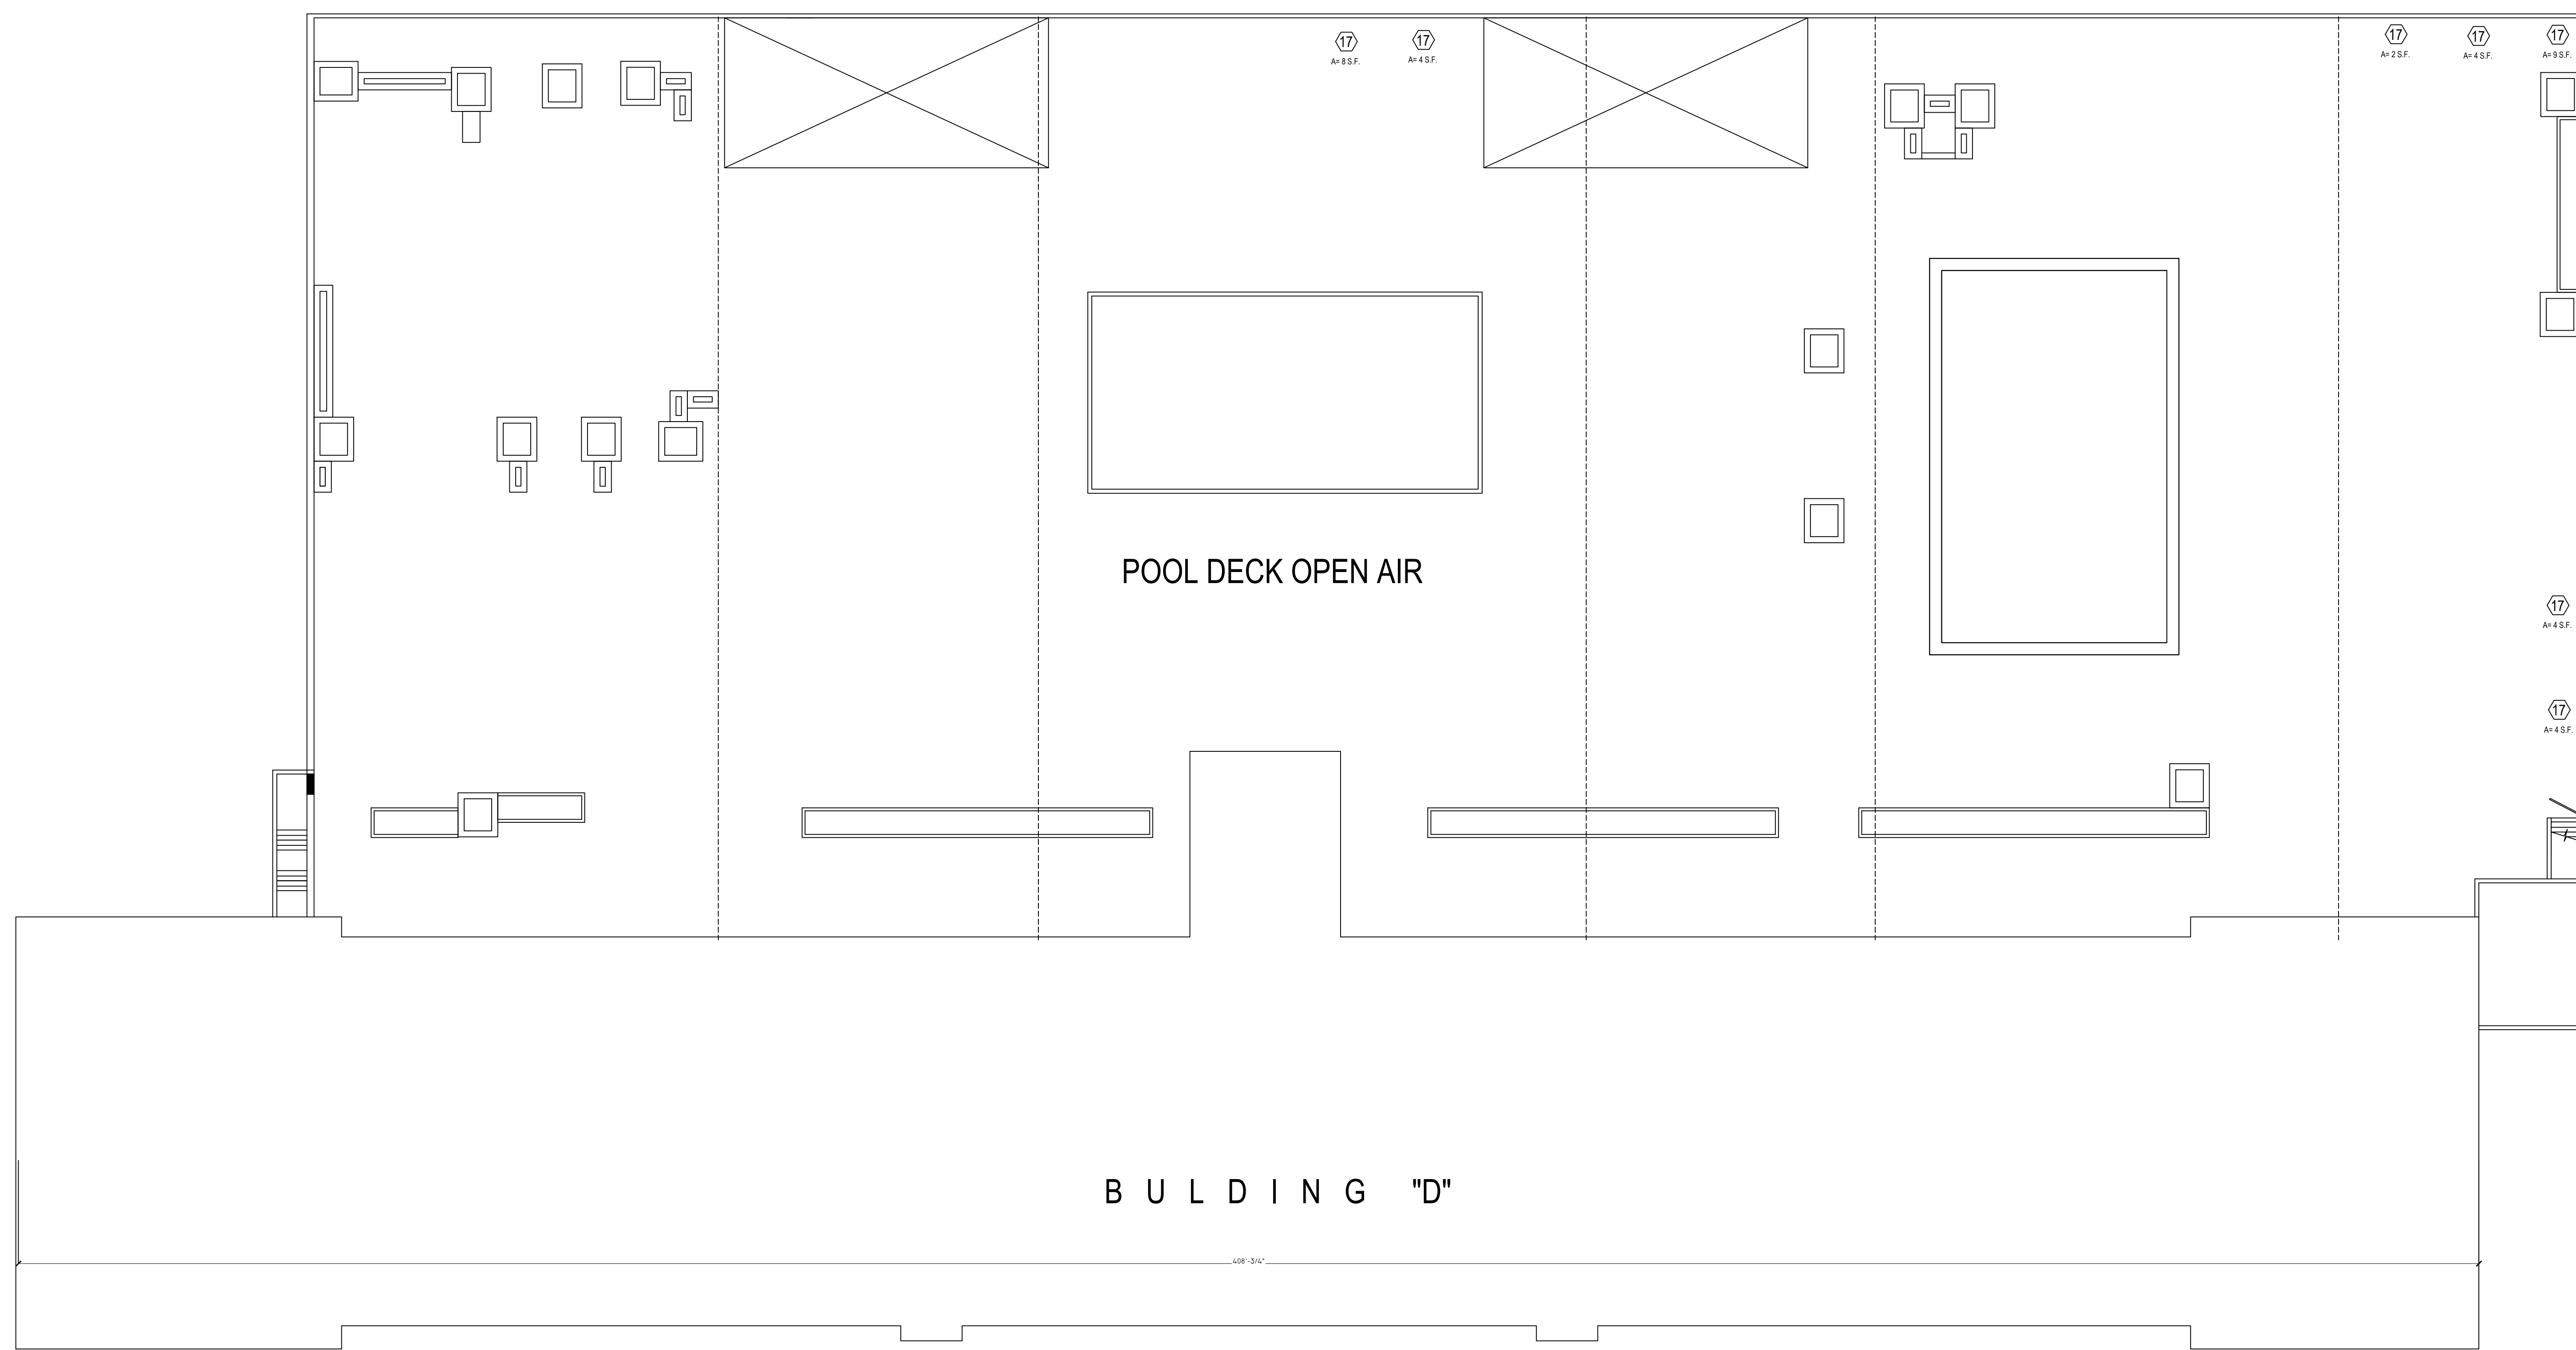 17 17 17 17 17
A= 8 S.F. A= 4 S.F. A= 2 S.F. A= 4 S.F. A= 9 S.F.
POOL DECK OPEN AIR
17
A= 4 S.F.
17
A= 4 S.F.
B U L D I N G "D"
408'-3/4"